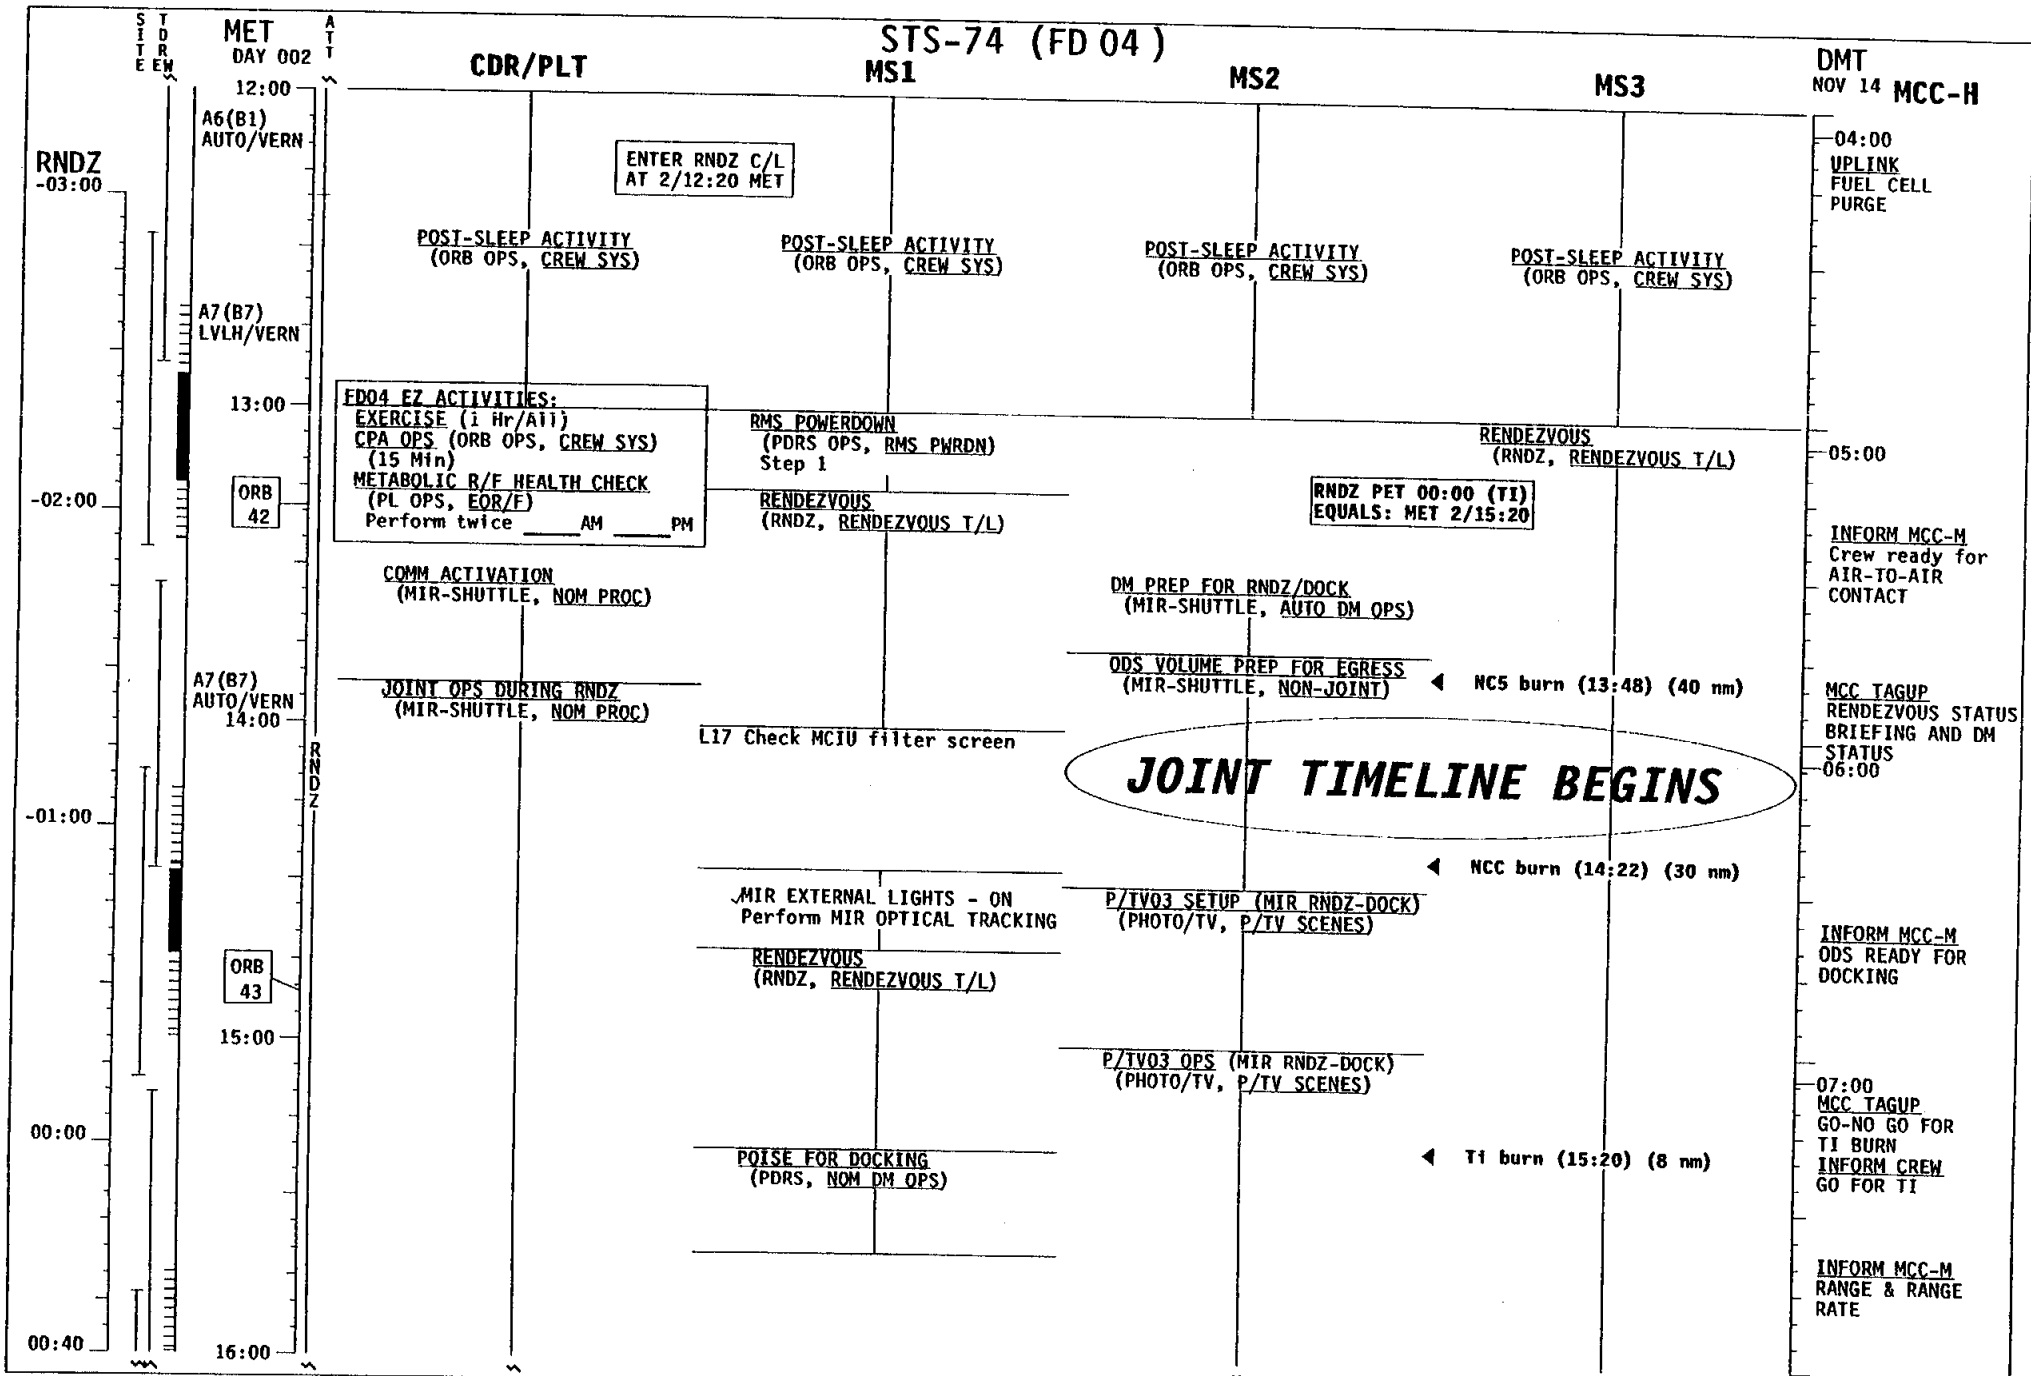 STS-74 (FD 04)
SITE
TDRE W
MET
DAY 002
ATT
CDR/PLT
MS1
MS2
MS3
DMT
NOV 14 MCC-H
12:00
A6(B1)
AUTO/VERN
RNDZ
-03:00
A7(B7)
LVLH/VERN
13:00
-02:00
ORB
42
A7(B7)
AUTO/VERN
14:00
RNDZ
-01:00
ORB
43
15:00
00:00
00:40
16:00
ENTER RNDZ C/L
AT 2/12:20 MET
POST-SLEEP ACTIVITY
(ORB OPS, CREW SYS)
FD04 EZ ACTIVITIES:
EXERCISE (1 Hr/All)
CPA OPS (ORB OPS, CREW SYS)
(15 Min)
METABOLIC R/F HEALTH CHECK
(PL OPS, EOR/F)
Perform twice ______ AM ______ PM
COMM ACTIVATION
(MIR-SHUTTLE, NOM PROC)
JOINT OPS DURING RNDZ
(MIR-SHUTTLE, NOM PROC)
POST-SLEEP ACTIVITY
(ORB OPS, CREW SYS)
RMS POWERDOWN
(PDRS OPS, RMS PWRDN)
Step 1
RENDEZVOUS
(RNDZ, RENDEZVOUS T/L)
L17 Check MCIU filter screen
✓MIR EXTERNAL LIGHTS - ON
Perform MIR OPTICAL TRACKING
RENDEZVOUS
(RNDZ, RENDEZVOUS T/L)
POISE FOR DOCKING
(PDRS, NOM DM OPS)
POST-SLEEP ACTIVITY
(ORB OPS, CREW SYS)
RNDZ PET 00:00 (TI)
EQUALS: MET 2/15:20
DM PREP FOR RNDZ/DOCK
(MIR-SHUTTLE, AUTO DM OPS)
ODS VOLUME PREP FOR EGRESS
(MIR-SHUTTLE, NON-JOINT)
JOINT TIMELINE BEGINS
P/TV03 SETUP (MIR RNDZ-DOCK)
(PHOTO/TV, P/TV SCENES)
P/TV03 OPS (MIR RNDZ-DOCK)
(PHOTO/TV, P/TV SCENES)
POST-SLEEP ACTIVITY
(ORB OPS, CREW SYS)
RENDEZVOUS
(RNDZ, RENDEZVOUS T/L)
◄ NC5 burn (13:48) (40 nm)
◄ NCC burn (14:22) (30 nm)
◄ Ti burn (15:20) (8 nm)
04:00
UPLINK
FUEL CELL
PURGE
05:00
INFORM MCC-M
Crew ready for
AIR-TO-AIR
CONTACT
MCC TAGUP
RENDEZVOUS STATUS
BRIEFING AND DM
STATUS
06:00
INFORM MCC-M
ODS READY FOR
DOCKING
07:00
MCC TAGUP
GO-NO GO FOR
TI BURN
INFORM CREW
GO FOR TI
INFORM MCC-M
RANGE & RANGE
RATE